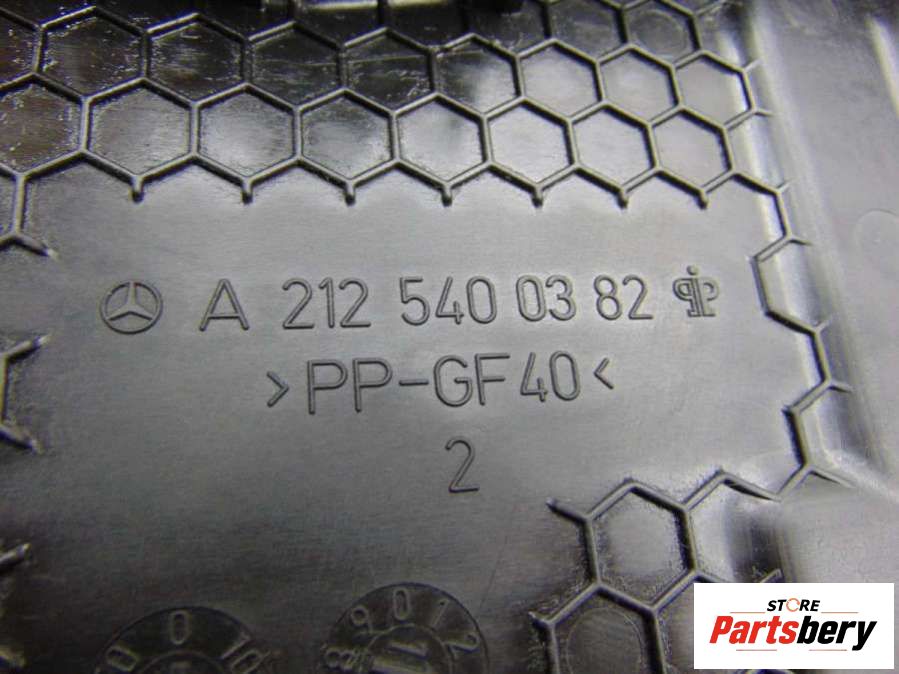 A 212 540 03 82
>PP-GF40<
2
STORE
Partsbery